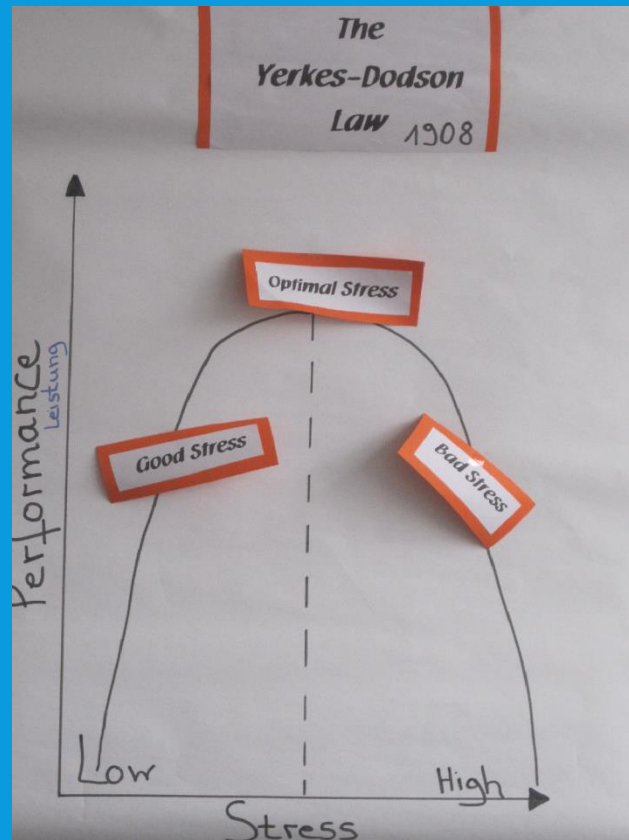 The
Yerkes-Dodson
Law 1908
Optimal Stress
Performance
Leistung
Good Stress
Bad Stress
Low
High
Stress